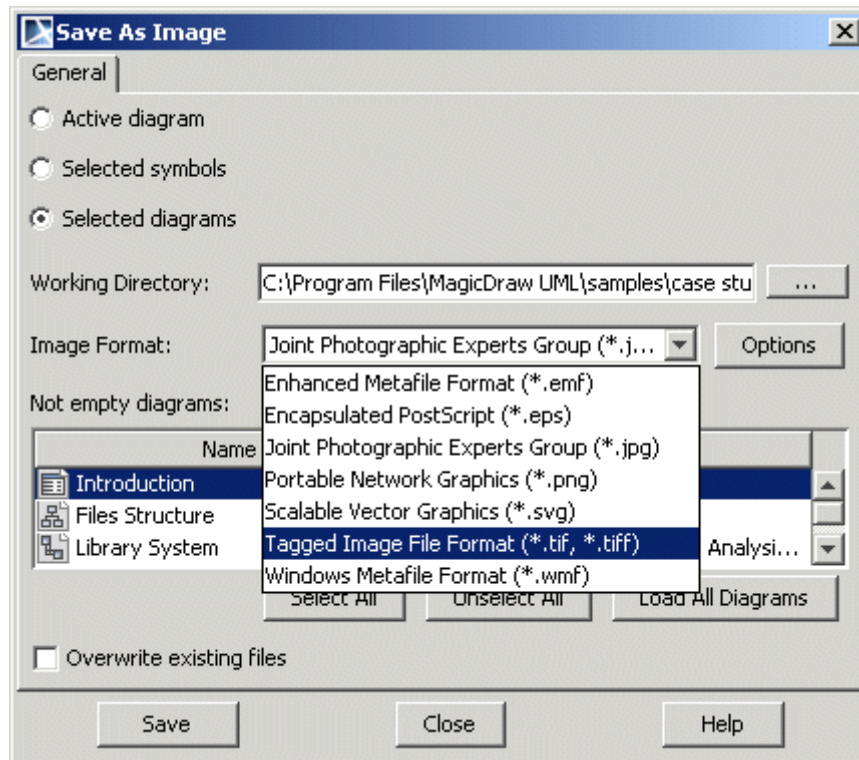 Save As Image
General
Active diagram
Selected symbols
Selected diagrams
Working Directory: C:\Program Files\MagicDraw UML\samples\case stu ...
Image Format: Joint Photographic Experts Group (*.j... Options
Enhanced Metafile Format (*.emf)
Not empty diagrams: Encapsulated PostScript (*.eps)
Name Joint Photographic Experts Group (*.jpg)
Introduction Portable Network Graphics (*.png)
Files Structure Scalable Vector Graphics (*.svg)
Library System Tagged Image File Format (*.tif, *.tiff) Analysi...
Windows Metafile Format (*.wmf)
Select All Unselect All Load All Diagrams
Overwrite existing files
Save Close Help